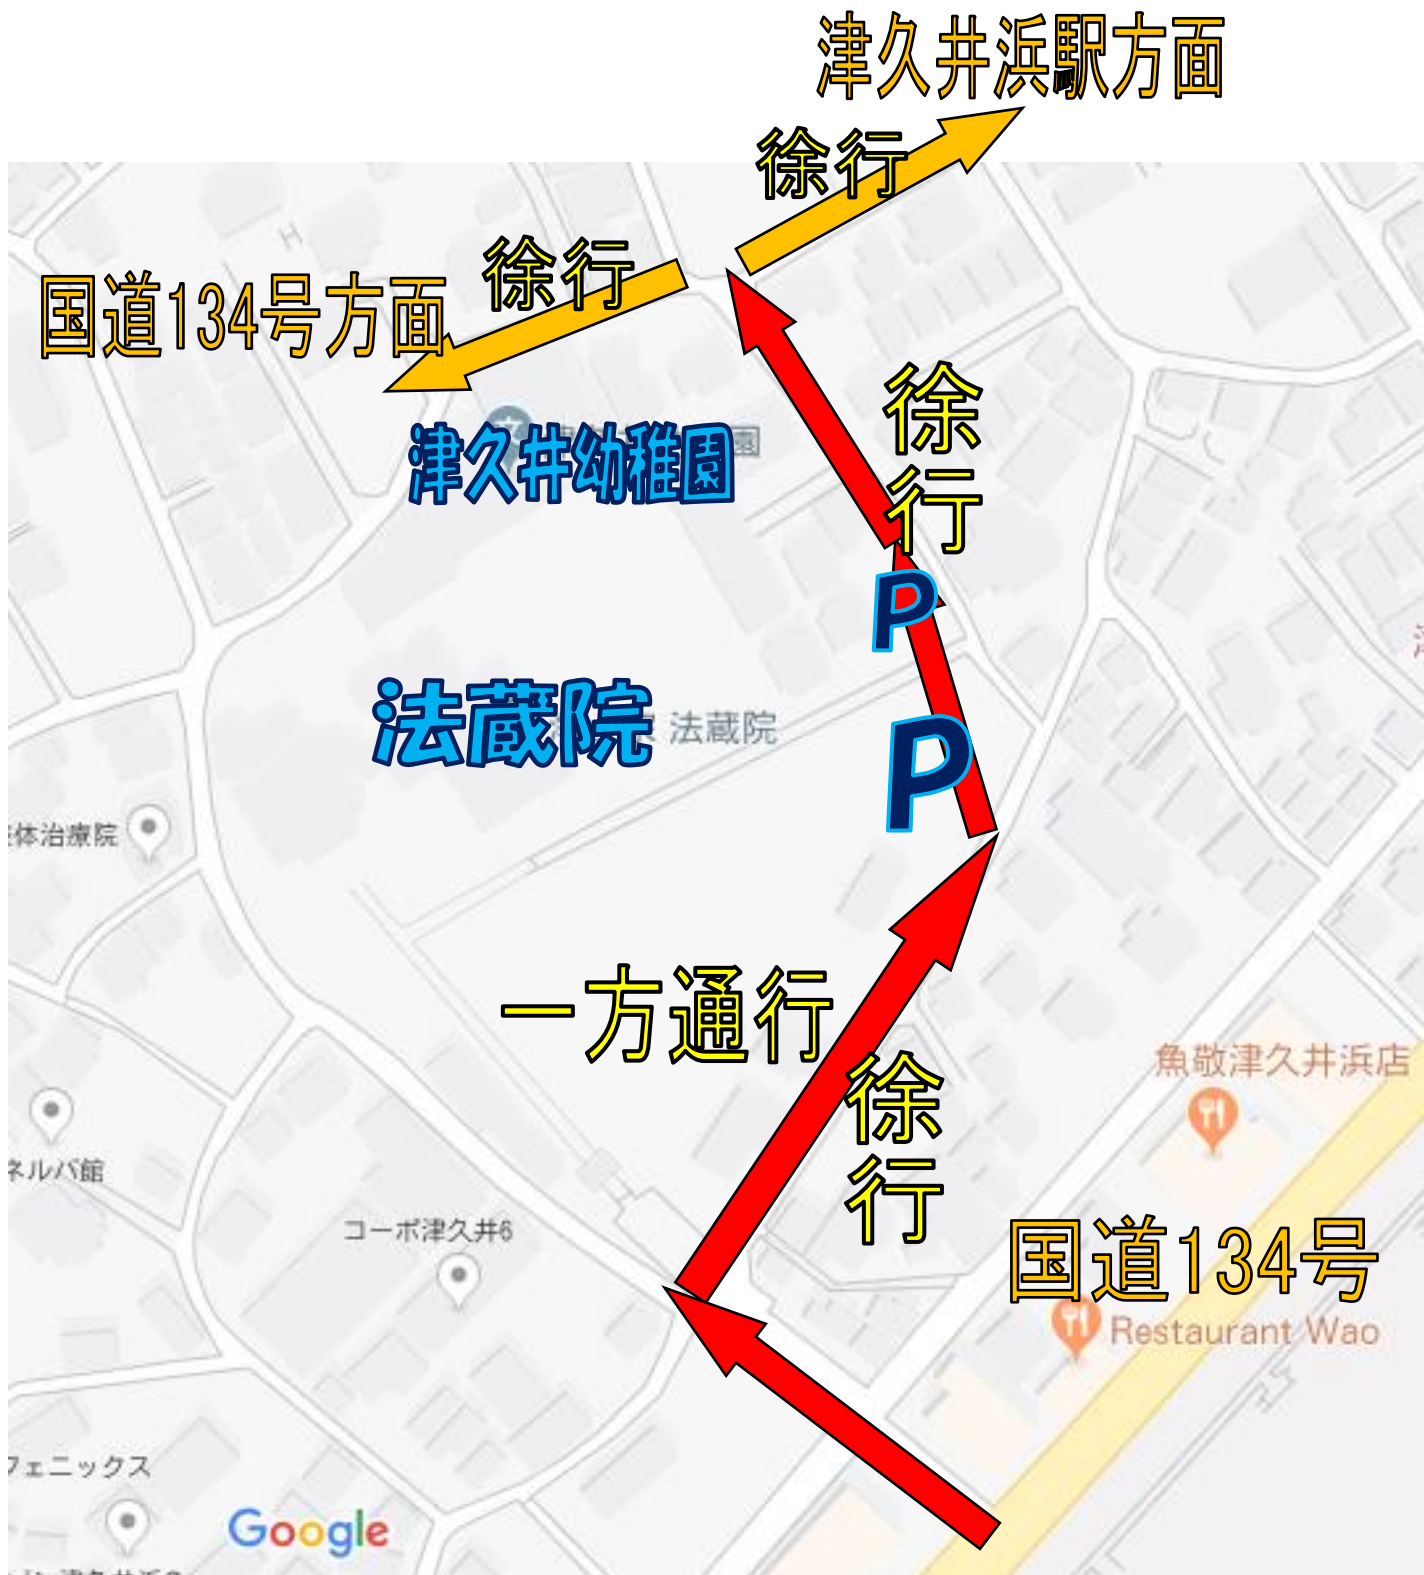 津久井浜駅方面
徐行
徐行
国道134号方面
徐行
津久井幼稚園
園
P
法蔵院
法蔵院
P
体治療院
一方通行
徐行
魚敬津久井浜店
ネルバ館
コーポ津久井6
国道134号
Restaurant Wao
フェニックス
Google